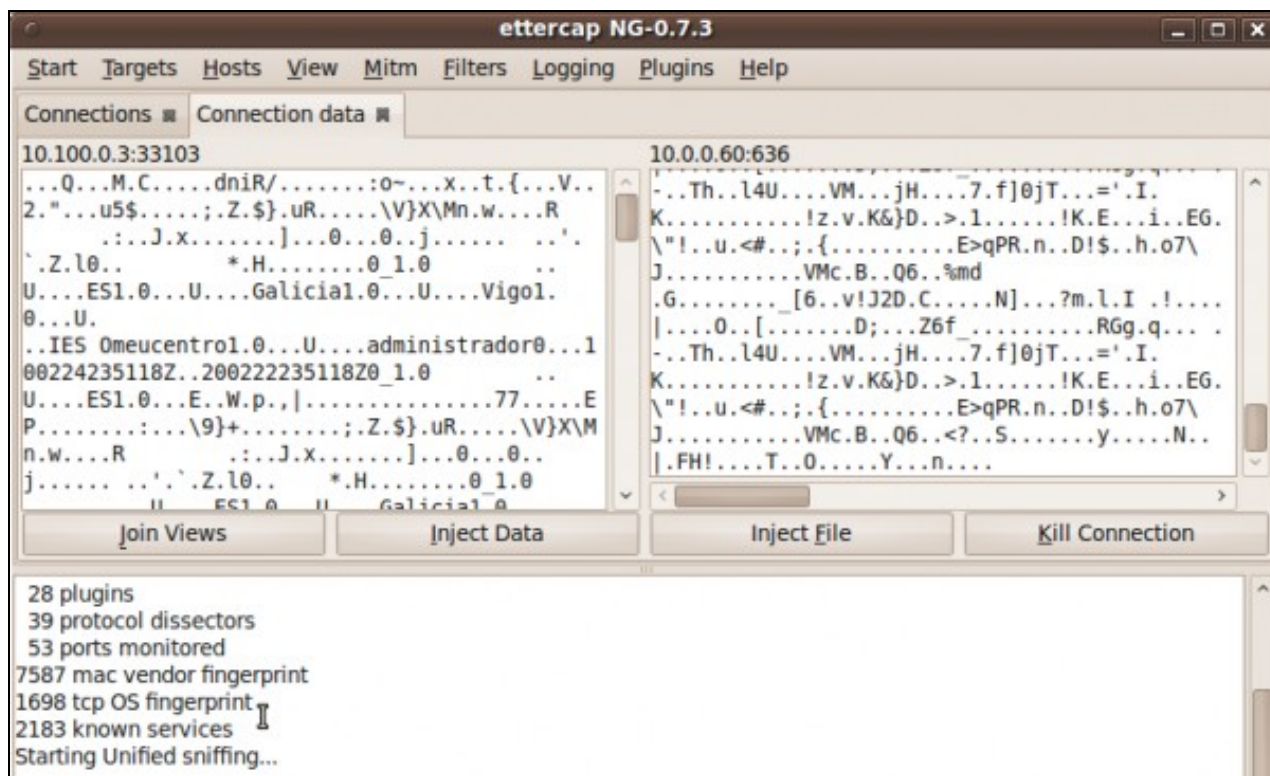 ettercap NG-0.7.3
Start Targets Hosts View Mitm Filters Logging Plugins Help
Connections Connection data
10.100.0.3:33103
...Q...M.C.....dniR/.......:o~...x..t.{...V..
2."...u5$.....;.Z.$}.uR.....\V}X\Mn.w....R
.:..J.x.......]...0...0..j...... ..'.
`.Z.l0.. *.H........0_1.0 ..
U....ES1.0...U....Galicia1.0...U....Vigo1.
0...U.
..IES Omeucentro1.0...U....administrador0...1
00224235118Z..200222235118Z0_1.0 ..
U....ES1.0...E..W.p.,|...............77.....E
P........:...\9}+........;.Z.$}.uR.....\V}X\M
n.w....R .:..J.x.......]...0...0..
j...... ..'.`.Z.l0.. *.H........0_1.0
U....ES1.0...U....Galicia1.0
10.0.0.60:636
-..Th..l4U....VM...jH....7.f]0jT...='.I.
K...........!z.v.K&}D..>.1......!K.E...i..EG.
\"!..u.<#..;.{..........E>qPR.n..D!$..h.o7\
J...........VMc.B..Q6..%md
.G........_[6..v!J2D.C.....N]...?m.l.I .!....
|....O..[.......D;...Z6f_..........RGg.q... .
-..Th..l4U....VM...jH....7.f]0jT...='.I.
K...........!z.v.K&}D..>.1......!K.E...i..EG.
\"!..u.<#..;.{..........E>qPR.n..D!$..h.o7\
J...........VMc.B..Q6..<?..S.......y.....N..
|.FH!....T..O.....Y...n....
Join Views Inject Data Inject File Kill Connection
28 plugins
39 protocol dissectors
53 ports monitored
7587 mac vendor fingerprint
1698 tcp OS fingerprint
2183 known services
Starting Unified sniffing...